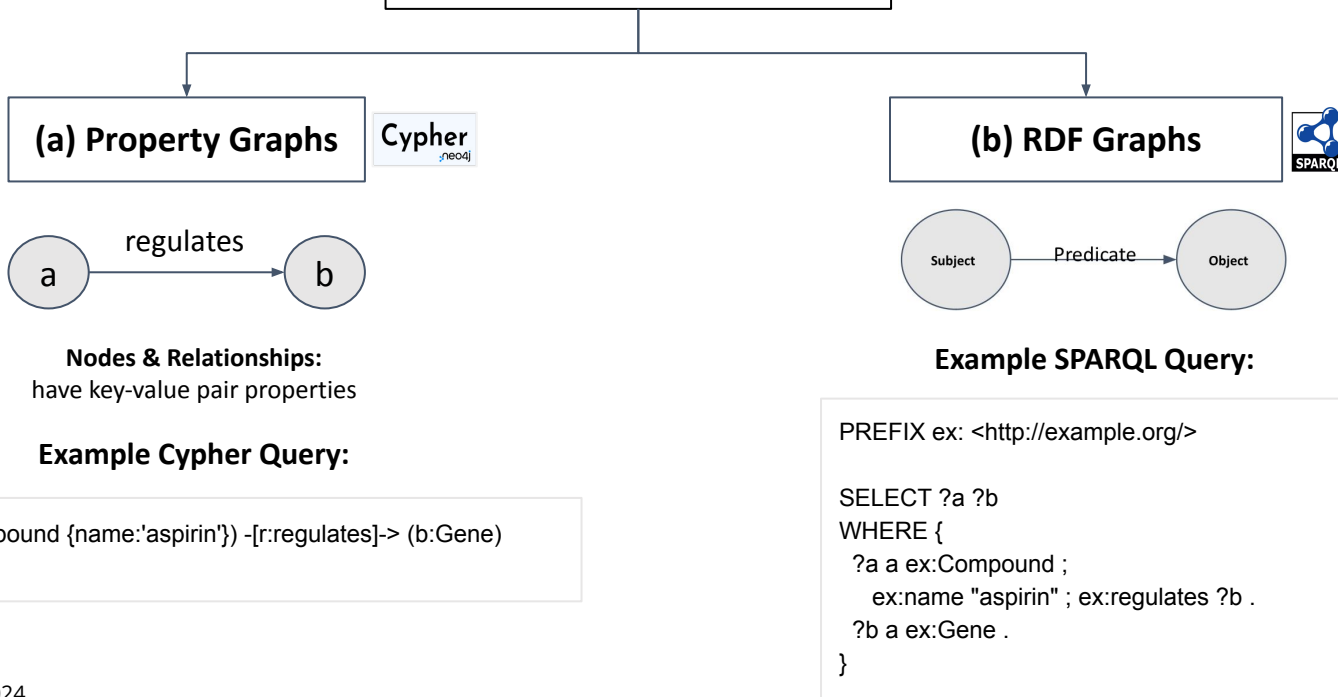 (a) Property Graphs
Cypher
neo4j
a
regulates
b
Nodes & Relationships:
have key-value pair properties
Example Cypher Query:
{name:'aspirin'}) -[r:regulates]-> (b:Gene)
(b) RDF Graphs
SPARQL
Subject
Predicate
Object
Example SPARQL Query:
PREFIX ex: <http://example.org/>
SELECT ?a ?b
WHERE {
?a a ex:Compound ;
ex:name "aspirin" ; ex:regulates ?b .
?b a ex:Gene .
}